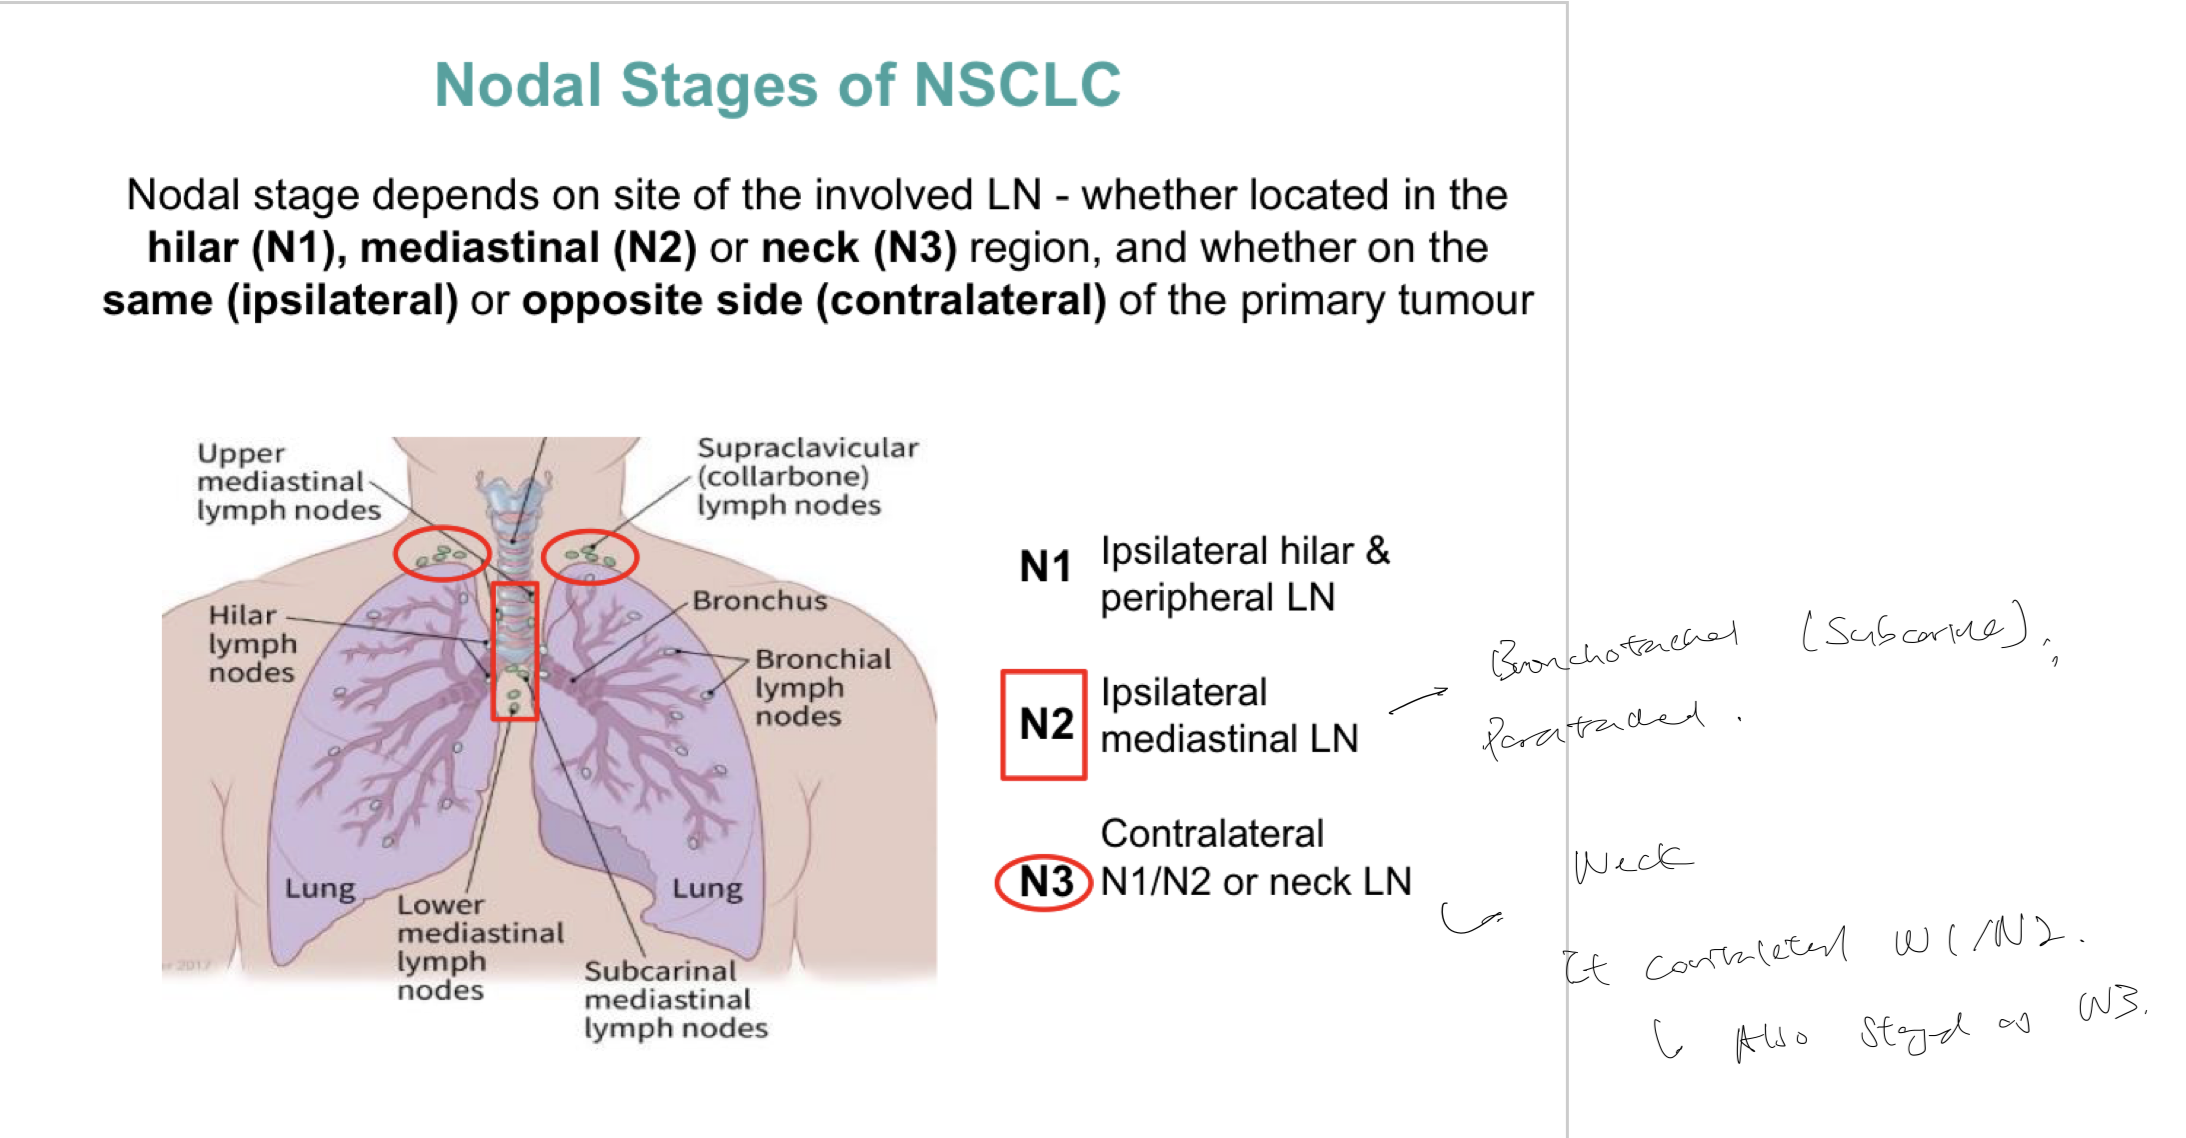 Nodal Stages of NSCLC
Nodal stage depends on site of the involved LN - whether located in the
hilar (N1), mediastinal (N2) or neck (N3) region, and whether on the
same (ipsilateral) or opposite side (contralateral) of the primary tumour
Upper
mediastinal
lymph nodes
Supraclavicular
(collarbone)
lymph nodes
Hilar
lymph
nodes
Bronchus
Bronchial
lymph
nodes
Lung
Lung
Lower
mediastinal
lymph
nodes
Subcarinal
mediastinal
lymph nodes
2017
N1 Ipsilateral hilar &
peripheral LN
N2 Ipsilateral
mediastinal LN
N3 Contralateral
N1/N2 or neck LN
Neck
If contralateral N1/N2.
Also staged as N3.